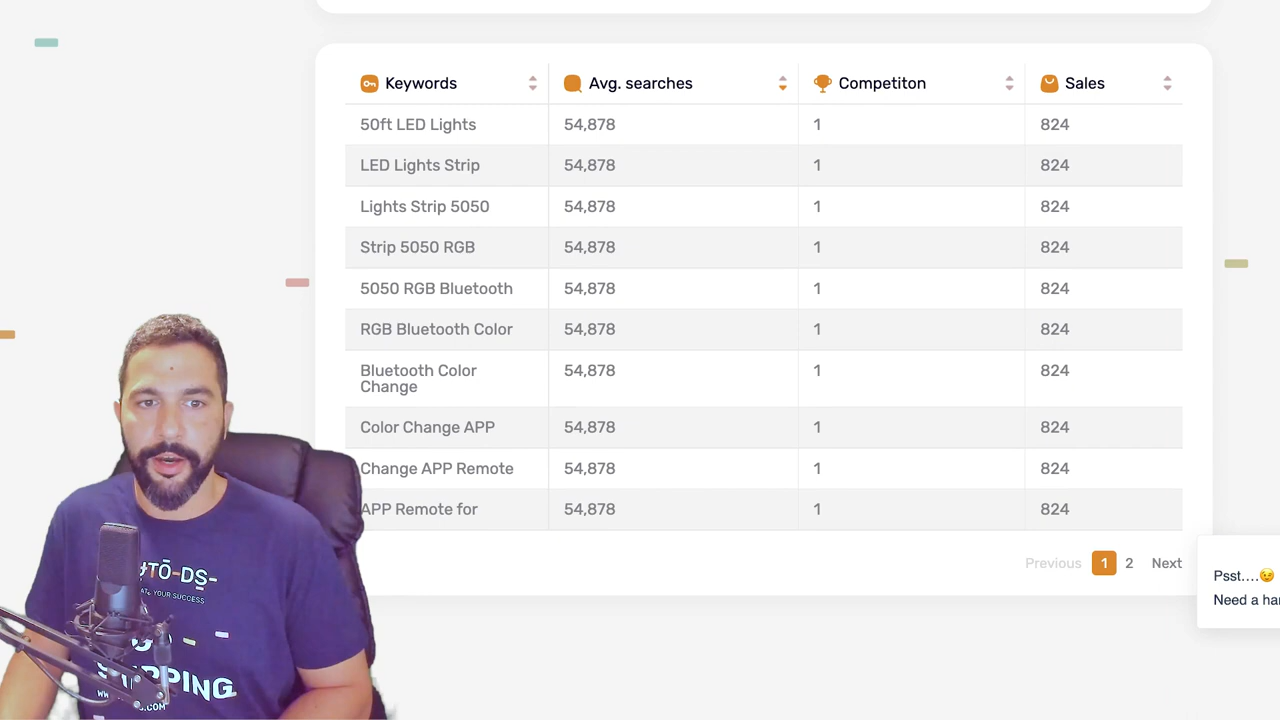 Keywords Avg. searches Competiton Sales
50ft LED Lights 54,878 1 824
LED Lights Strip 54,878 1 824
Lights Strip 5050 54,878 1 824
Strip 5050 RGB 54,878 1 824
5050 RGB Bluetooth 54,878 1 824
RGB Bluetooth Color 54,878 1 824
Bluetooth Color 54,878 1 824
Change
Color Change APP 54,878 1 824
Change APP Remote 54,878 1 824
APP Remote for 54,878 1 824
Previous 1 2 Next
Psst....😉
Need a
YOUR SUCCESS